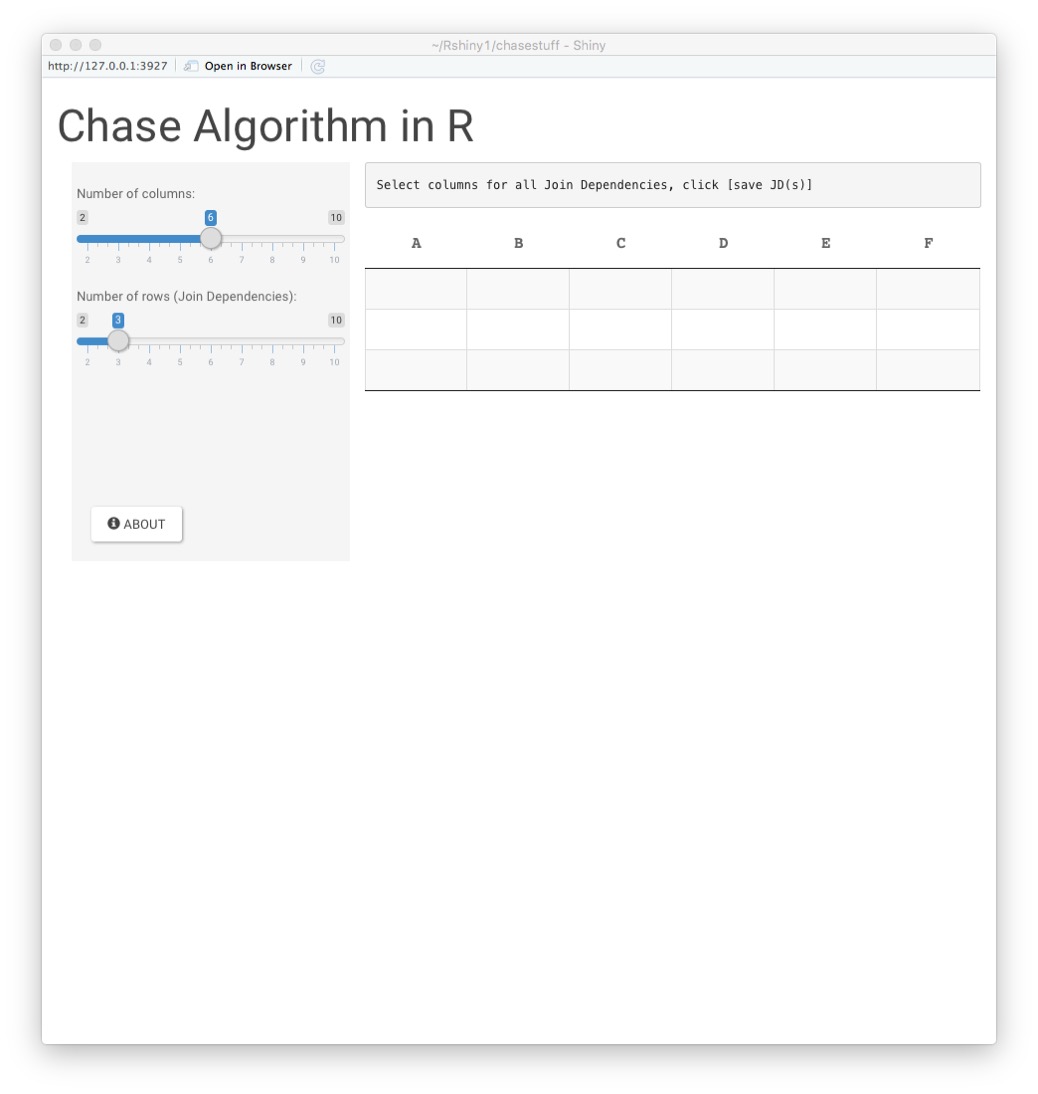 ~/Rshiny1/chasestuff - Shiny
http://127.0.0.1:3927 Open in Browser
Chase Algorithm in R
Number of columns:
2 6 10
2 3 4 5 6 7 8 9 10
Number of rows (Join Dependencies):
2 3 10
2 3 4 5 6 7 8 9 10
ABOUT
Select columns for all Join Dependencies, click [save JD(s)]
A B C D E F